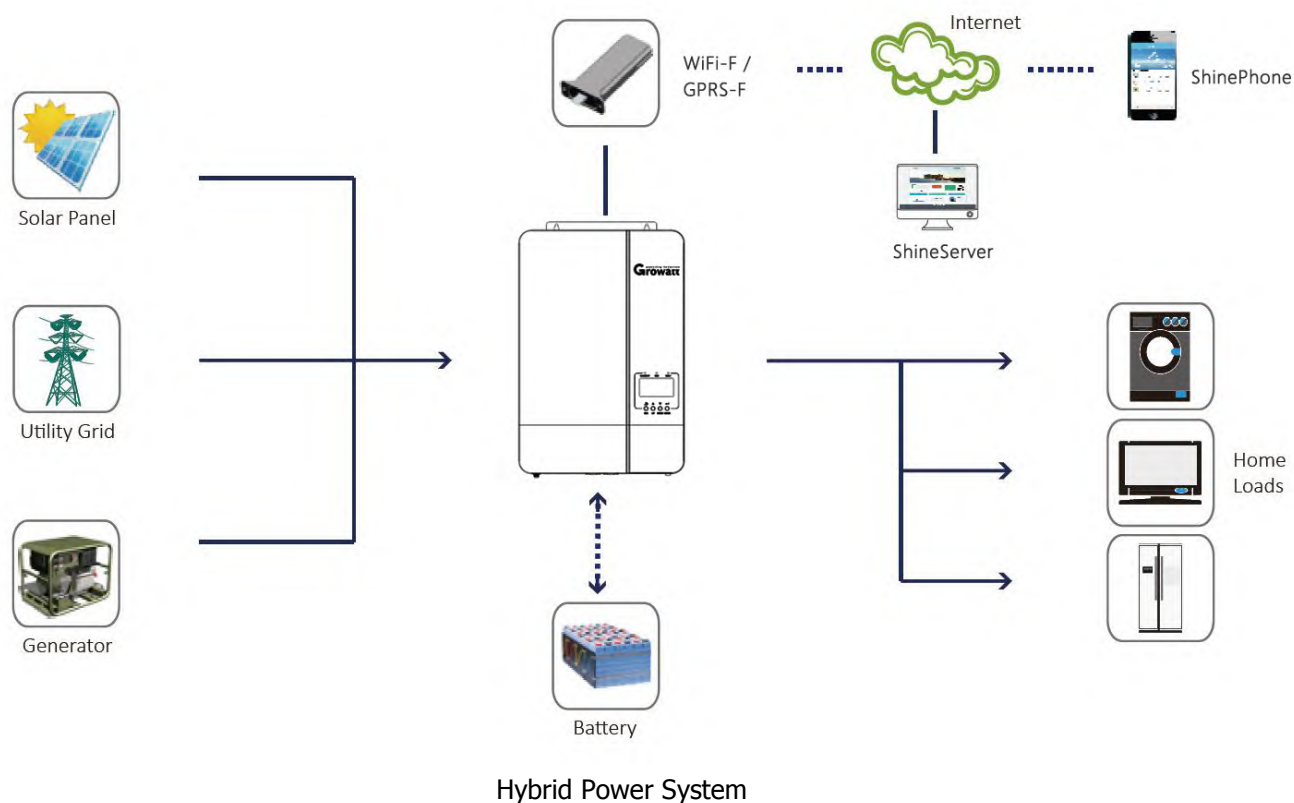 Internet
WiFi-F /
GPRS-F
ShinePhone
Solar Panel
ShineServer
Growatt
Utility Grid
Home
Loads
Generator
Battery
Hybrid Power System